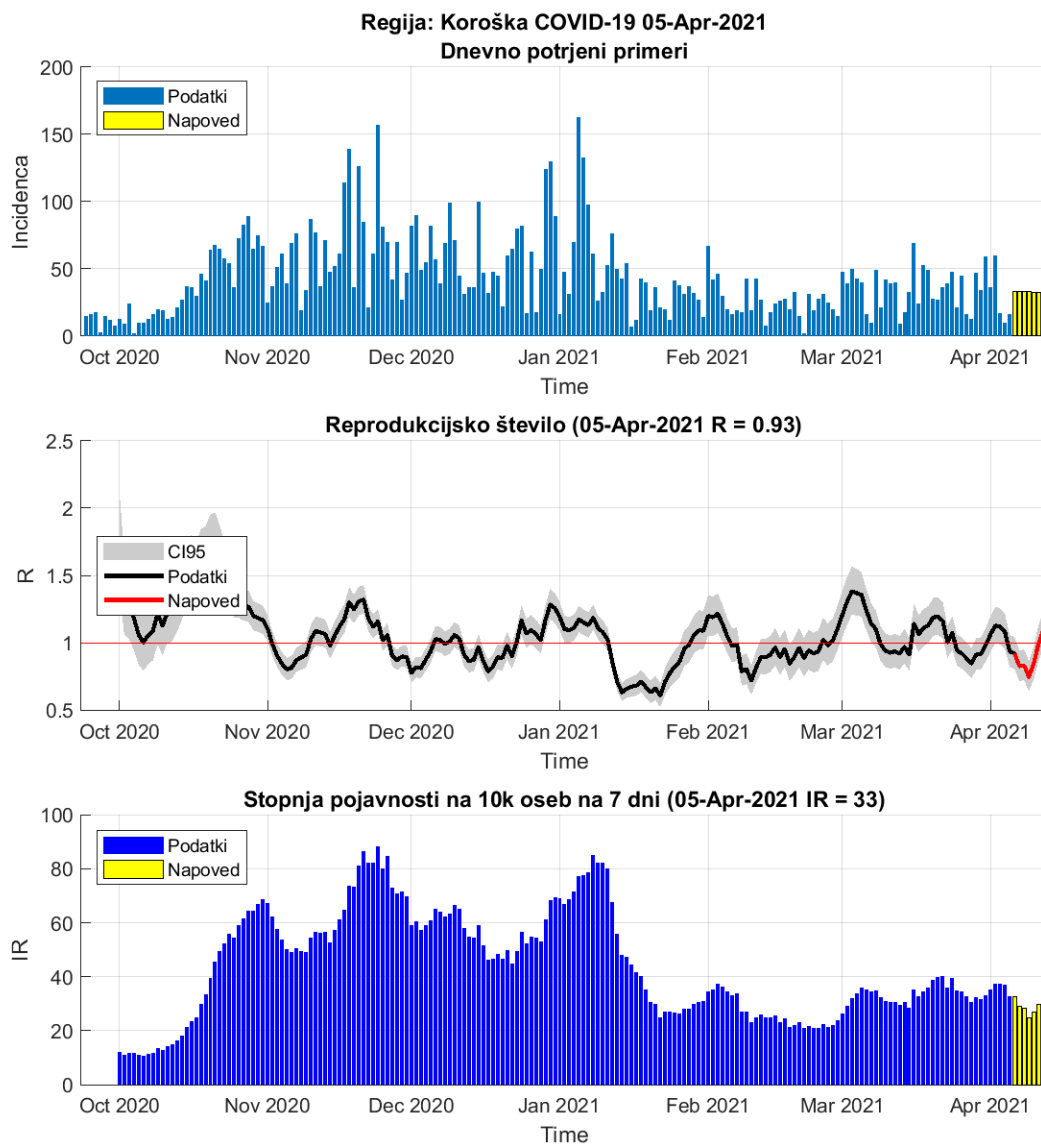 Regija: Koroška COVID-19 05-Apr-2021
Dnevno potrjeni primeri
200
150
100
50
0
Incidenca
Podatki
Napoved
Oct 2020 Nov 2020 Dec 2020 Jan 2021 Feb 2021 Mar 2021 Apr 2021
Time
Reprodukcijsko število (05-Apr-2021 R = 0.93)
2.5
2
1.5
1
0.5
R
CI95
Podatki
Napoved
Oct 2020 Nov 2020 Dec 2020 Jan 2021 Feb 2021 Mar 2021 Apr 2021
Time
Stopnja pojavnosti na 10k oseb na 7 dni (05-Apr-2021 IR = 33)
100
80
60
40
20
0
IR
Podatki
Napoved
Oct 2020 Nov 2020 Dec 2020 Jan 2021 Feb 2021 Mar 2021 Apr 2021
Time